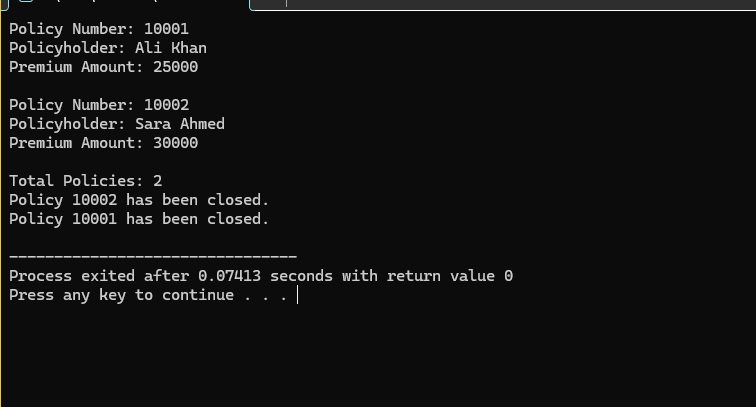 Policy Number: 10001
Policyholder: Ali Khan
Premium Amount: 25000

Policy Number: 10002
Policyholder: Sara Ahmed
Premium Amount: 30000

Total Policies: 2
Policy 10002 has been closed.
Policy 10001 has been closed.

--------------------------------
Process exited after 0.07413 seconds with return value 0
Press any key to continue . . .